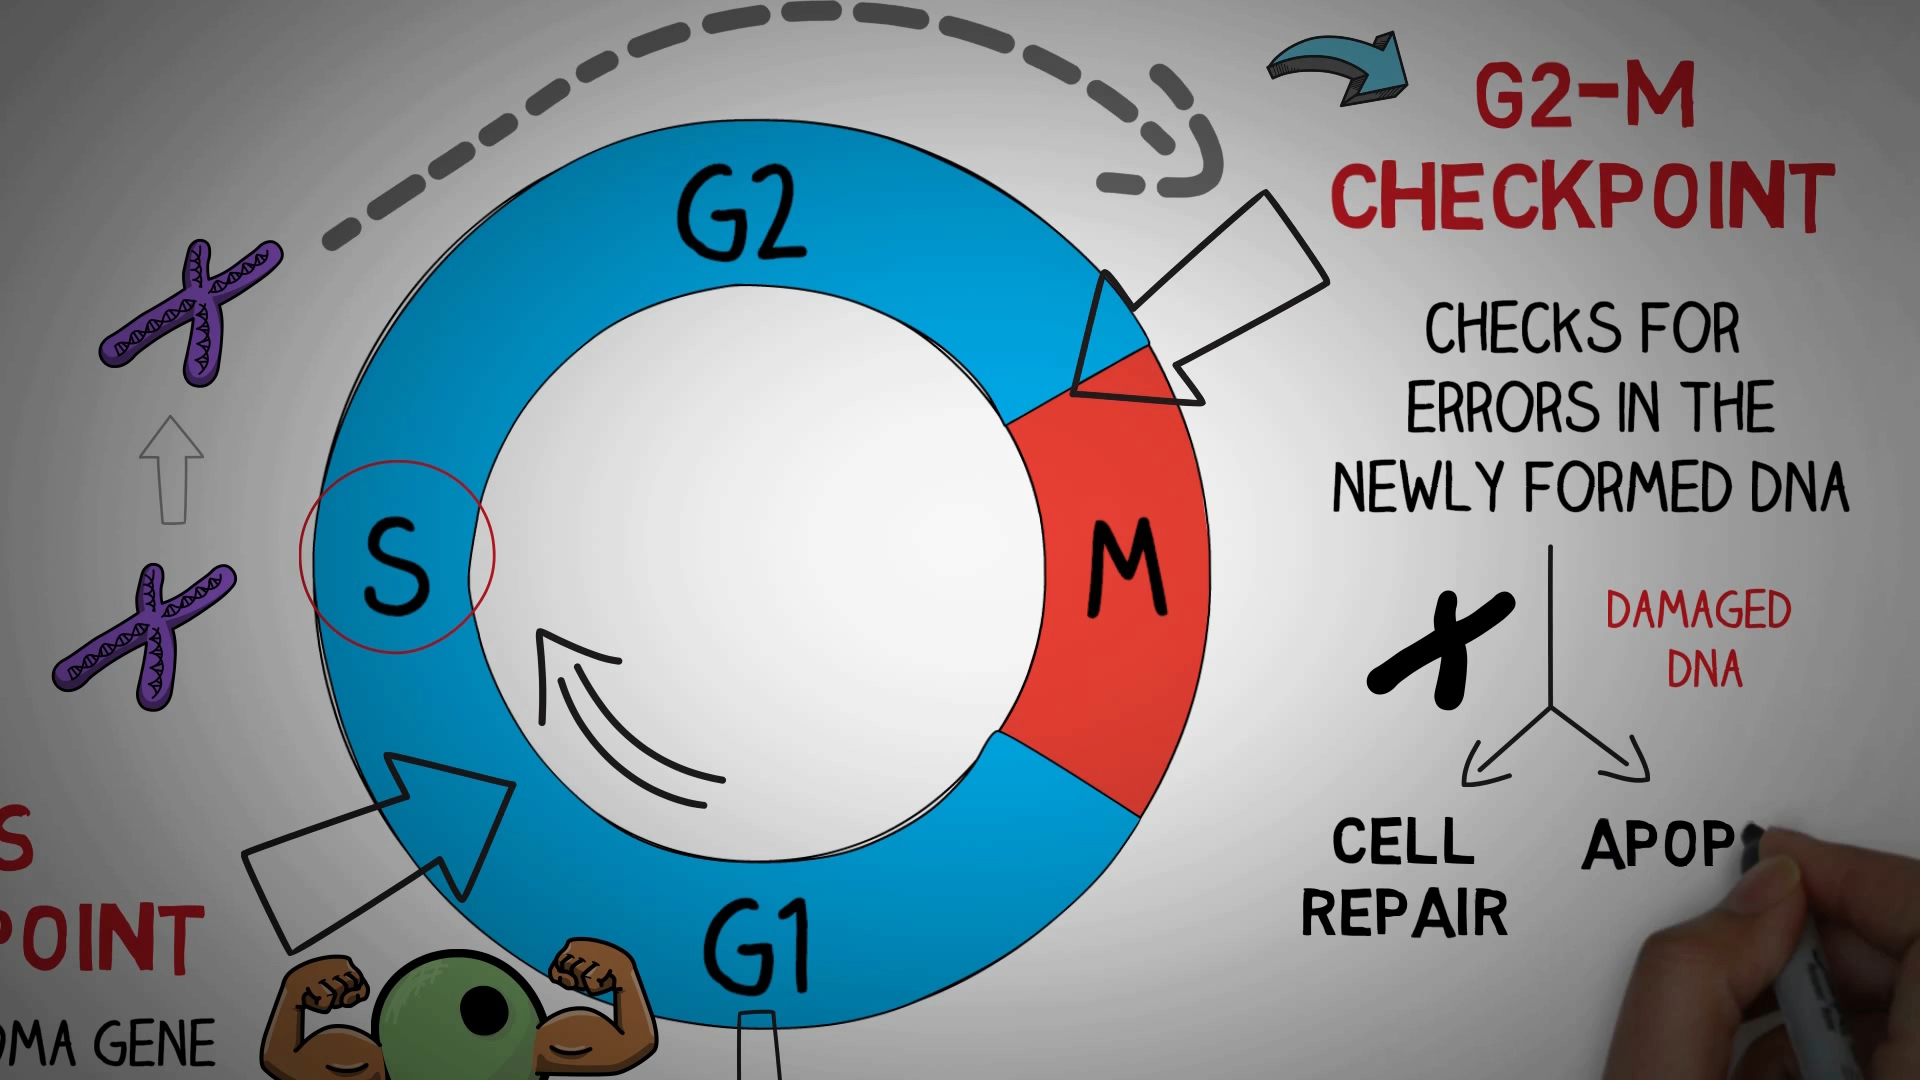 G2-M
CHECKPOINT
CHECKS FOR
ERRORS IN THE
NEWLY FORMED DNA
DAMAGED
DNA
CELL
REPAIR
APOP
G2
S
M
G1
S
POINT
OMA GENE